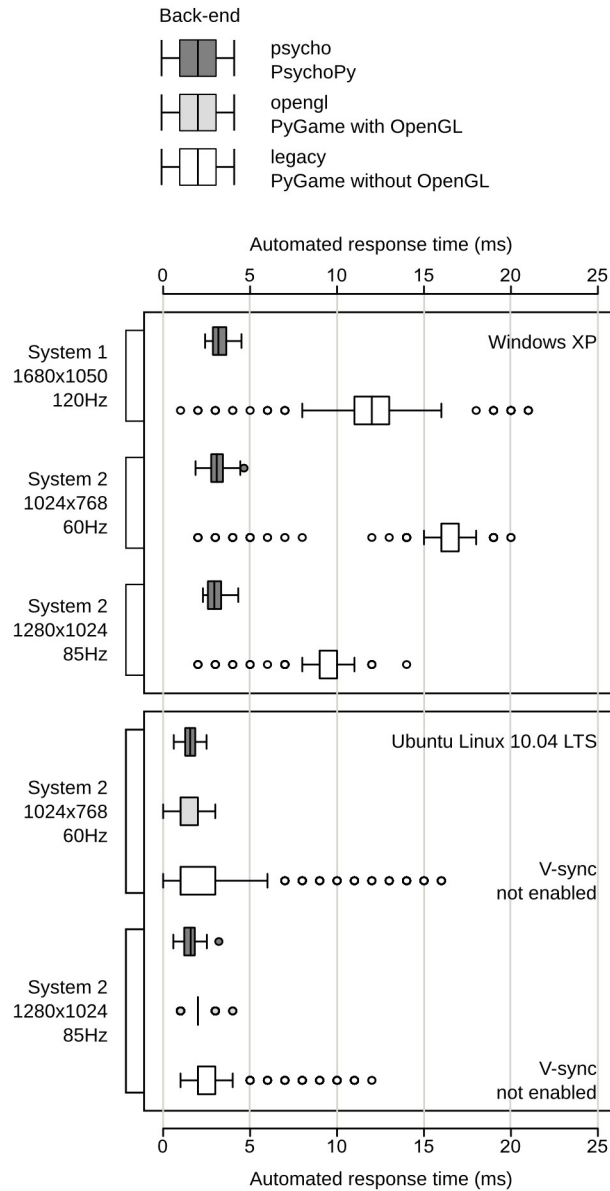 Back-end
psycho
PsychoPy
opengl
PyGame with OpenGL
legacy
PyGame without OpenGL
Automated response time (ms)
0 5 10 15 20 25
Windows XP
System 1
1680x1050
120Hz
System 2
1024x768
60Hz
System 2
1280x1024
85Hz
Ubuntu Linux 10.04 LTS
System 2
1024x768
60Hz
V-sync
not enabled
System 2
1280x1024
85Hz
V-sync
not enabled
0 5 10 15 20 25
Automated response time (ms)